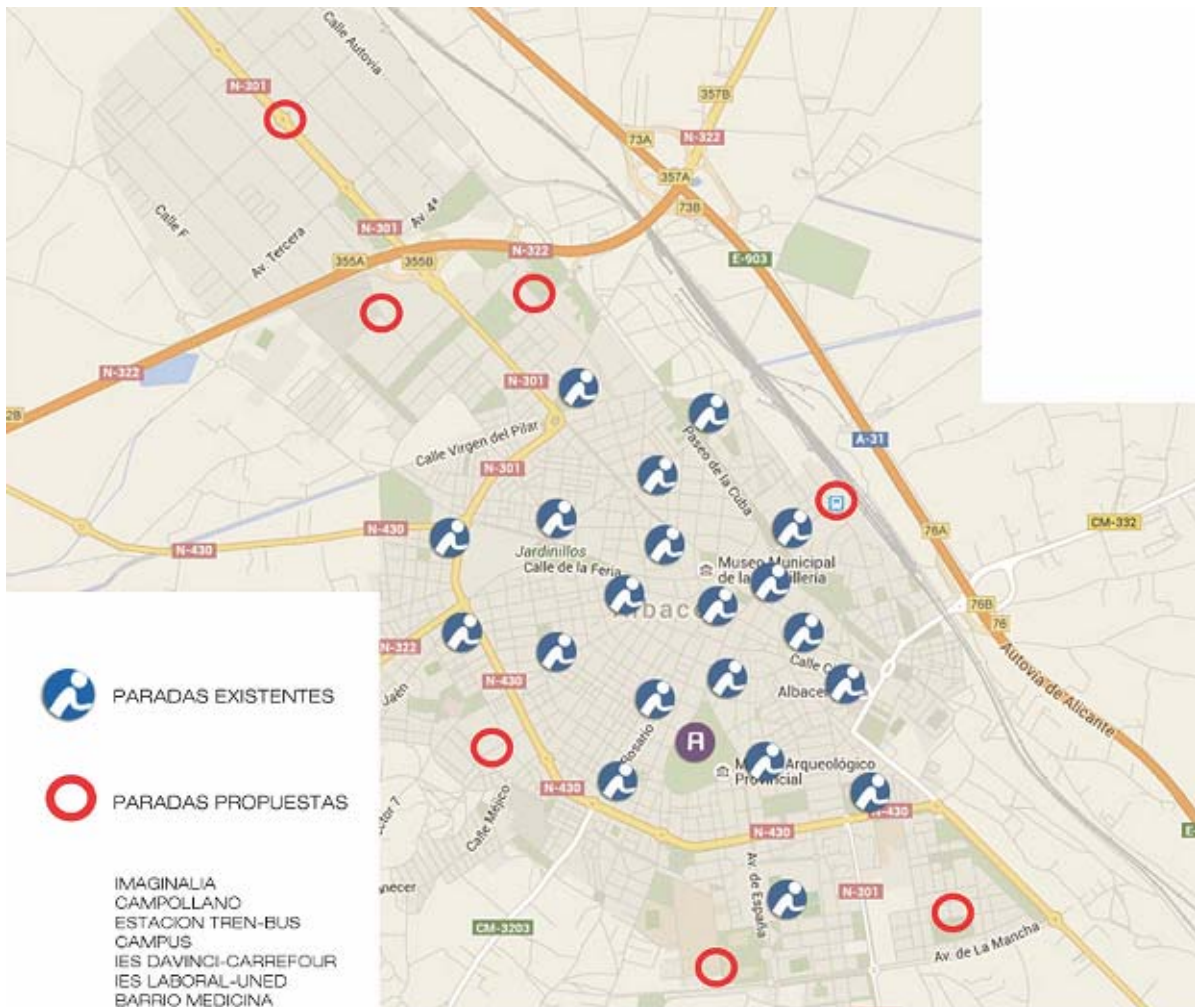 Calle Autovía
N-301
357B
73A
N-322
357A
73B
Calle F
Av. Tercera
Av. 4ª
N-301
N-322
355A
355B
E-903
N-322
2B
N-301
Calle Virgen del Pilar
Paseo de la Cuba
A-31
N-301
N-430
N-430
76A
CM-332
Jardinillos
Calle de la Feria
Museo Municipal
76B
76
N-322
N-430
Autovía de Alicante
Jaén
PARADAS EXISTENTES
Rosario
Arqueológico
Provincial
PARADAS PROPUESTAS
N-430
N-430
Calle Méjico
N-430
Av. de España
N-301
CM-3203
Av. de La Mancha
IMAGINALIA
CAMPOLLANO
ESTACION TREN-BUS
CAMPUS
IES DAVINCI-CARREFOUR
IES LABORAL-UNED
BARRIO MEDICINA